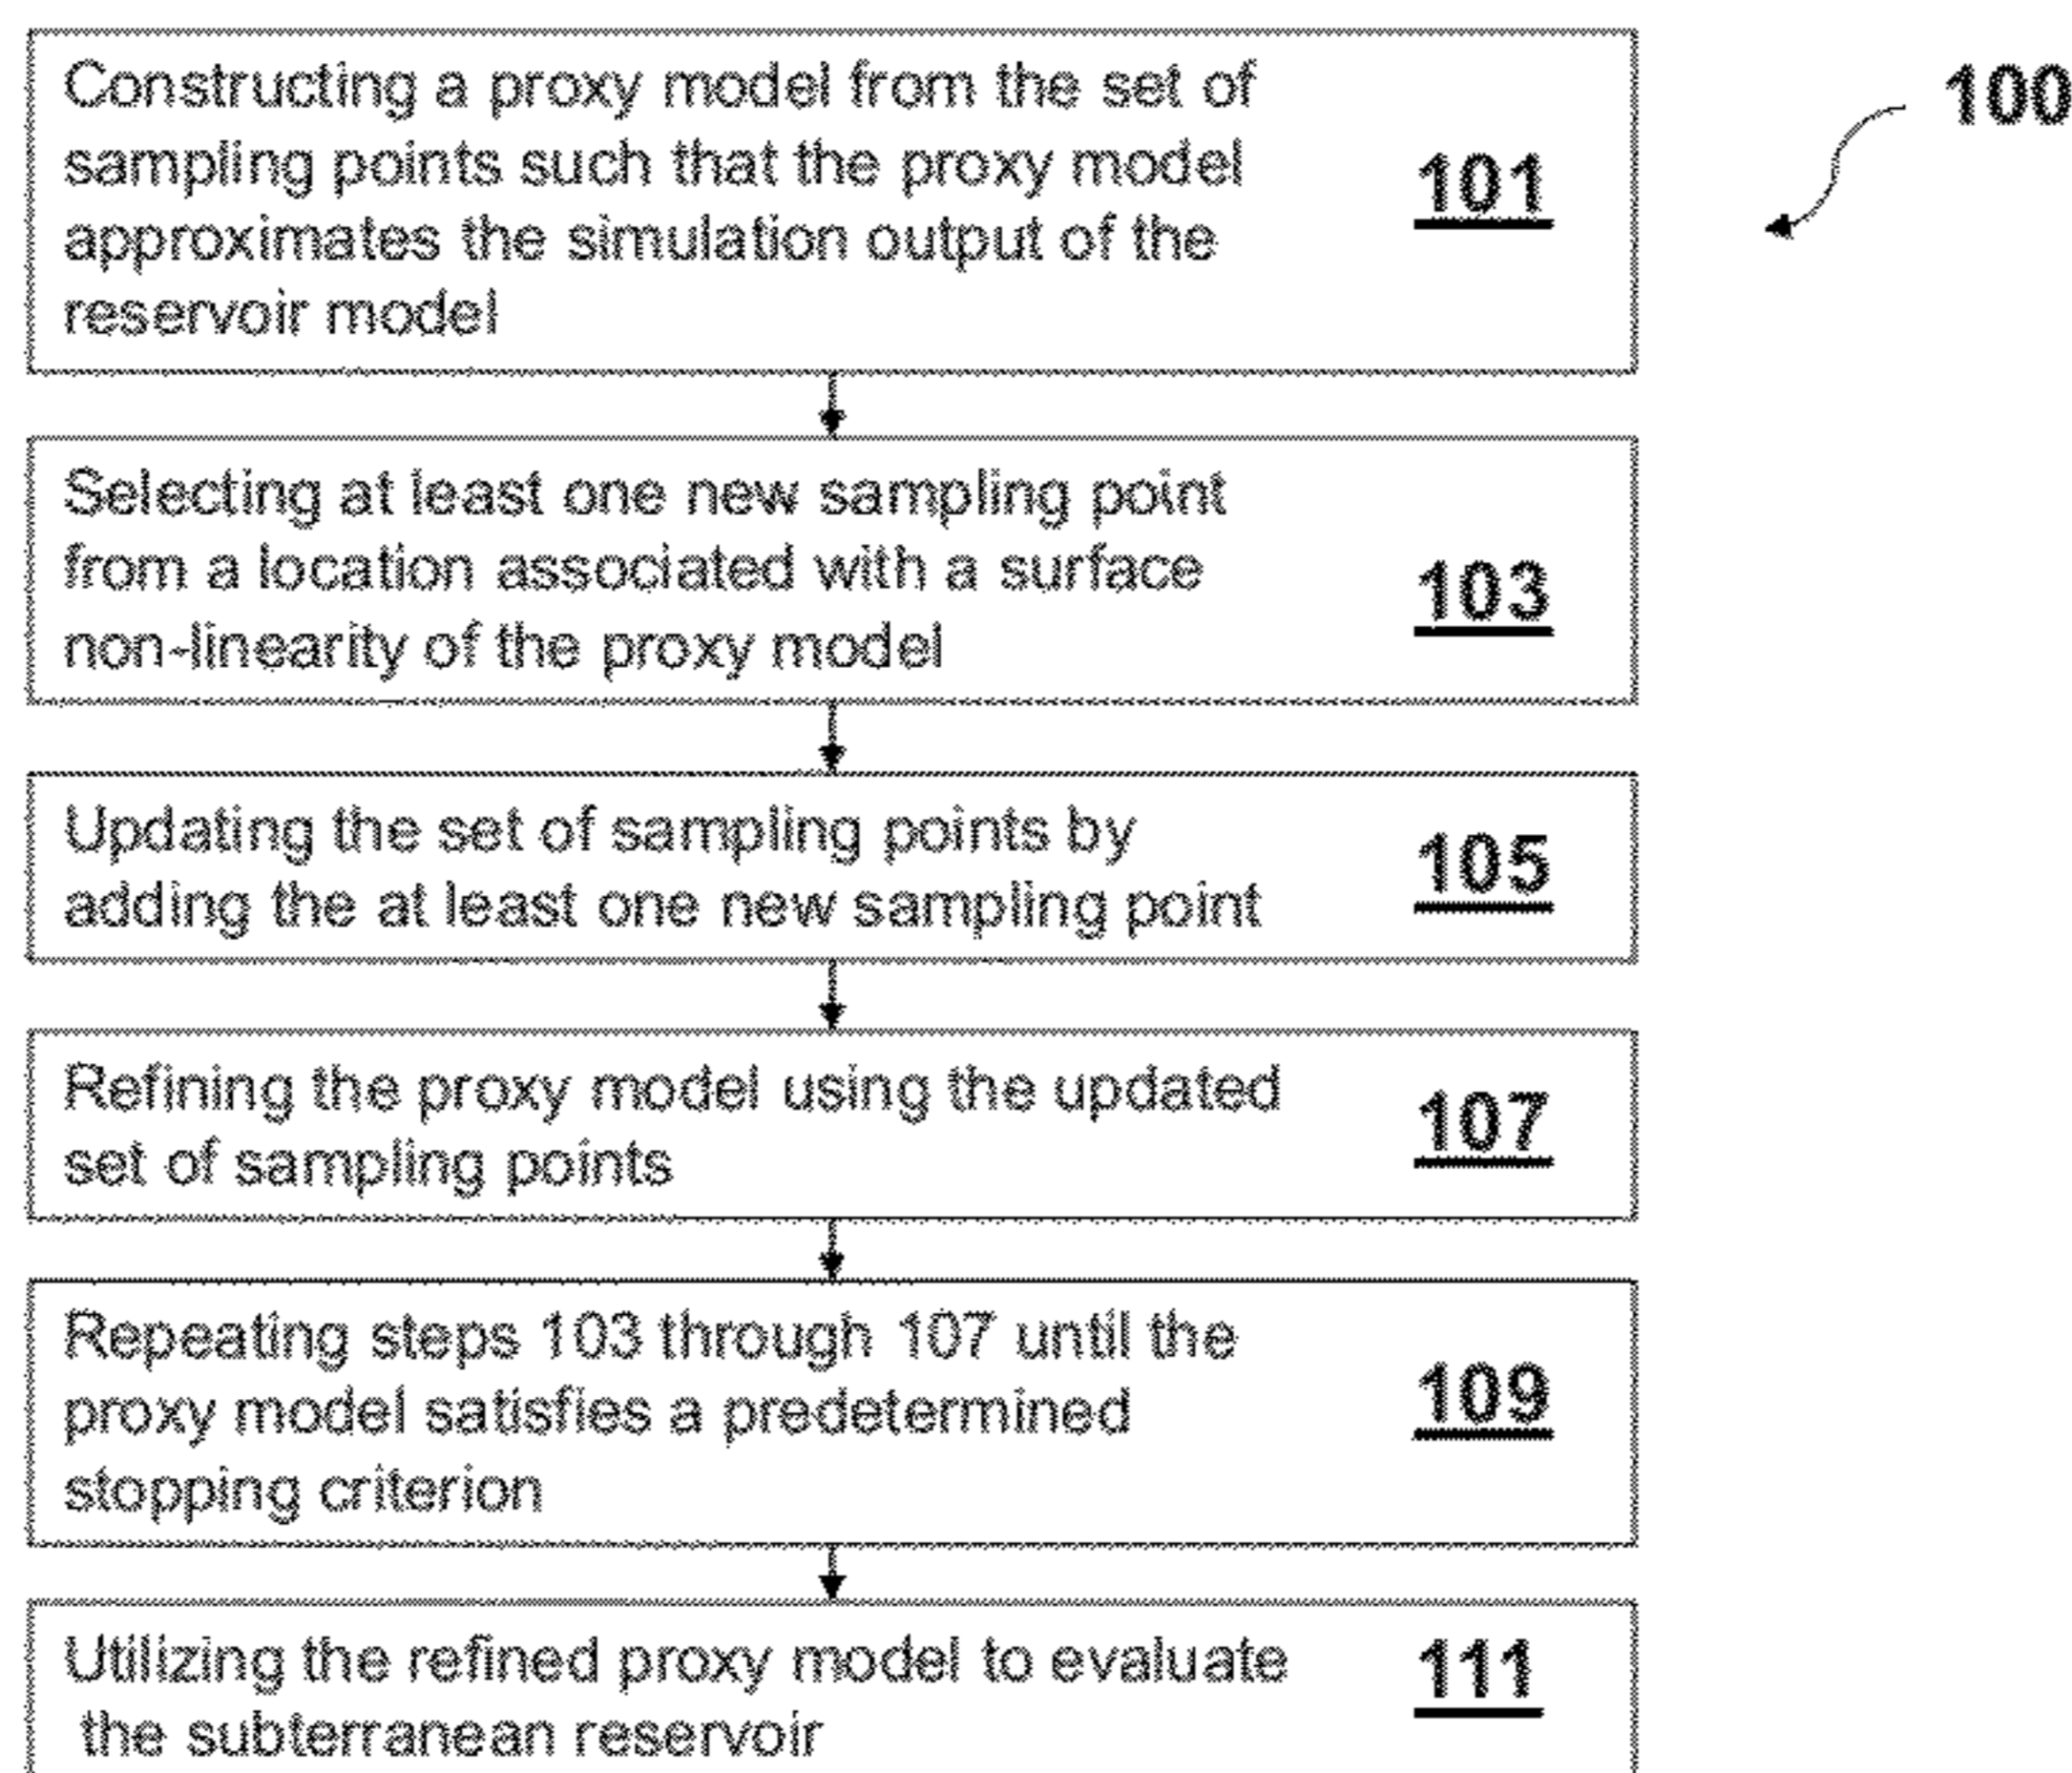 100
Constructing a proxy model from the set of
sampling points such that the proxy model
approximates the simulation output of the
reservoir model
101
Selecting at least one new sampling point
from a location associated with a surface
non-linearity of the proxy model
103
Updating the set of sampling points by
adding the at least one new sampling point
105
Refining the proxy model using the updated
set of sampling points
107
Repeating steps 103 through 107 until the
proxy model satisfies a predetermined
stopping criterion
109
Utilizing the refined proxy model to evaluate
the subterranean reservoir
111